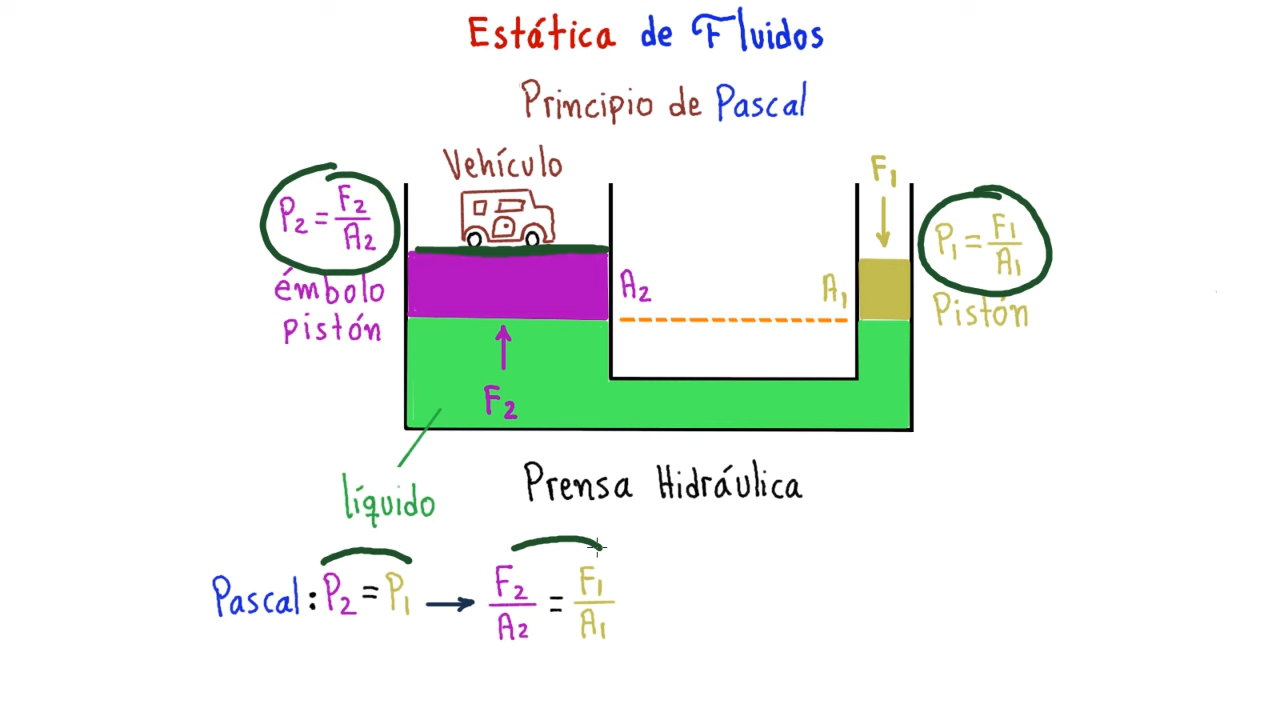 Estática de Fluidos
Principio de Pascal
Vehículo
F₁
P₂ = F₂/A₂
P₁ = F₁/A₁
émbolo
pistón
A₂
A₁
Pistón
F₂
líquido
Prensa Hidráulica
Pascal: P₂ = P₁ → F₂/A₂ = F₁/A₁